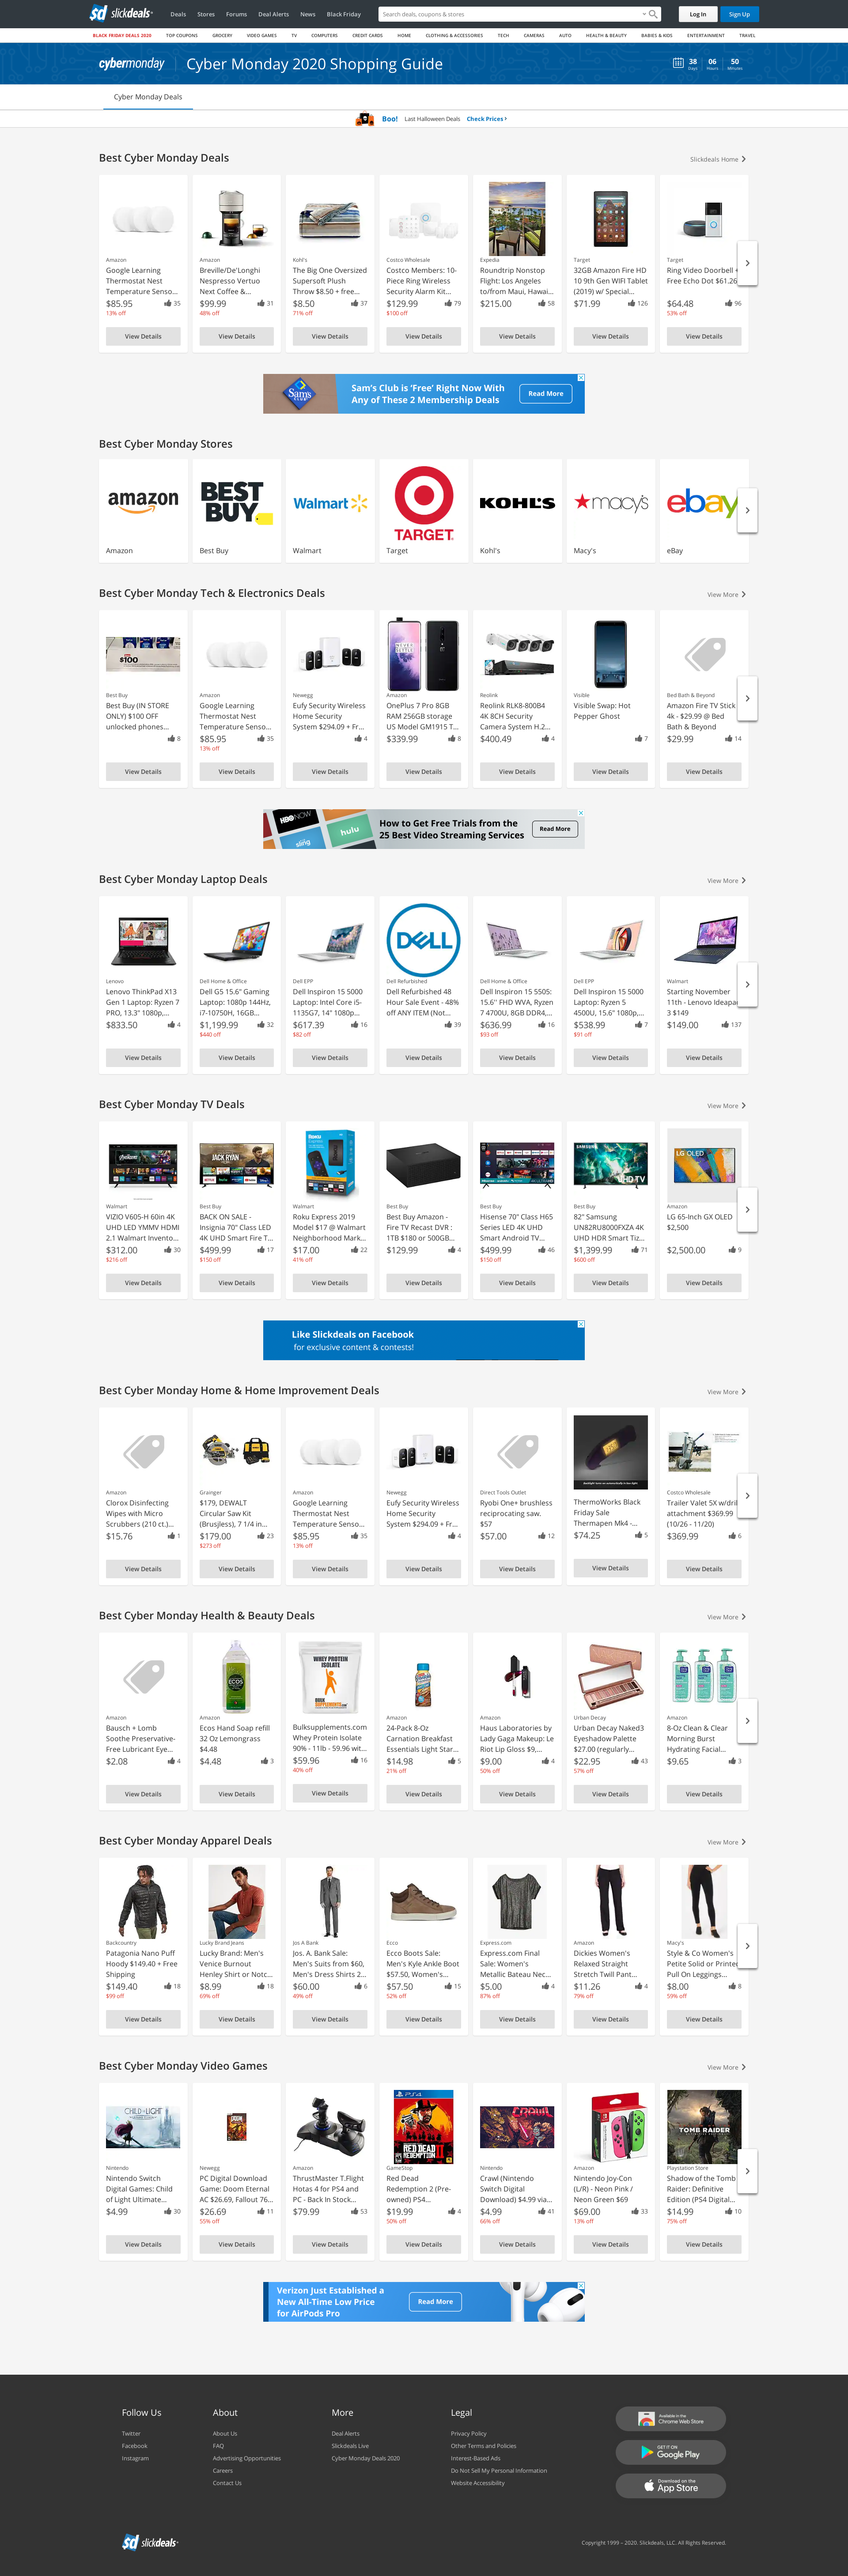 slickdeals
Deals Stores Forums Deal Alerts News Black Friday
Search deals, coupons & stores
Log In
Sign Up
BLACK FRIDAY DEALS 2020 TOP COUPONS GROCERY VIDEO GAMES TV COMPUTERS CREDIT CARDS HOME CLOTHING & ACCESSORIES TECH CAMERAS AUTO HEALTH & BEAUTY BABIES & KIDS ENTERTAINMENT TRAVEL
cybermonday
Cyber Monday 2020 Shopping Guide
38 Days 06 Hours 50 Minutes
Cyber Monday Deals
Boo! Last Halloween Deals Check Prices
Best Cyber Monday Deals
Slickdeals Home
Amazon
Google Learning
Thermostat Nest
Temperature Senso...
$85.95 35
13% off
View Details
Amazon
Breville/De'Longhi
Nespresso Vertuo
Next Coffee &...
$99.99 31
48% off
View Details
Kohl's
The Big One Oversized
Supersoft Plush
Throw $8.50 + free...
$8.50 37
71% off
View Details
Costco Wholesale
Costco Members: 10-
Piece Ring Wireless
Security Alarm Kit...
$129.99 79
$100 off
View Details
Expedia
Roundtrip Nonstop
Flight: Los Angeles
to/from Maui, Hawai...
$215.00 58
View Details
Target
32GB Amazon Fire HD
10 9th Gen WIFI Tablet
(2019) w/ Special...
$71.99 126
View Details
Target
Ring Video Doorbell +
Free Echo Dot $61.26
$64.48 96
53% off
View Details
Sam's Club is 'Free' Right Now With
Any of These 2 Membership Deals
Read More
Best Cyber Monday Stores
amazon
Amazon
BEST
BUY
Best Buy
Walmart
Walmart
TARGET
Target
KOHL'S
Kohl's
macy's
Macy's
ebay
eBay
Best Cyber Monday Tech & Electronics Deals
View More
$100
Best Buy
Best Buy (IN STORE
ONLY) $100 OFF
unlocked phones...
8
View Details
Amazon
Google Learning
Thermostat Nest
Temperature Senso...
$85.95 35
13% off
View Details
Newegg
Eufy Security Wireless
Home Security
System $294.09 + Fr...
4
View Details
Amazon
OnePlus 7 Pro 8GB
RAM 256GB storage
US Model GM1915 T...
$339.99 8
View Details
Reolink
Reolink RLK8-800B4
4K 8CH Security
Camera System H.2...
$400.49 4
View Details
Visible
Visible Swap: Hot
Pepper Ghost
7
View Details
Bed Bath & Beyond
Amazon Fire TV Stick
4k - $29.99 @ Bed
Bath & Beyond
$29.99 14
View Details
HBO NOW
hulu
sling
How to Get Free Trials from the
25 Best Video Streaming Services
Read More
Best Cyber Monday Laptop Deals
View More
Lenovo
Lenovo ThinkPad X13
Gen 1 Laptop: Ryzen 7
PRO, 13.3" 1080p,...
$833.50 4
View Details
Dell Home & Office
Dell G5 15.6" Gaming
Laptop: 1080p 144Hz,
i7-10750H, 16GB...
$1,199.99 32
$440 off
View Details
Dell EPP
Dell Inspiron 15 5000
Laptop: Intel Core i5-
1135G7, 14" 1080p...
$617.39 16
$82 off
View Details
DELL
Dell Refurbished
Dell Refurbished 48
Hour Sale Event - 48%
off ANY ITEM (Not...
39
View Details
Dell Home & Office
Dell Inspiron 15 5505:
15.6'' FHD WVA, Ryzen
7 4700U, 8GB DDR4,...
$636.99 16
$93 off
View Details
Dell EPP
Dell Inspiron 15 5000
Laptop: Ryzen 5
4500U, 15.6" 1080p,...
$538.99 7
$91 off
View Details
Walmart
Starting November
11th - Lenovo Ideapad
3 $149
$149.00 137
View Details
Best Cyber Monday TV Deals
View More
Walmart
VIZIO V605-H 60in 4K
UHD LED YMMV HDMI
2.1 Walmart Invento...
$312.00 30
$216 off
View Details
JACK RYAN
Best Buy
BACK ON SALE -
Insignia 70" Class LED
4K UHD Smart Fire T...
$499.99 17
$150 off
View Details
Roku
Walmart
Roku Express 2019
Model $17 @ Walmart
Neighborhood Mark...
$17.00 22
41% off
View Details
Best Buy
Best Buy Amazon -
Fire TV Recast DVR :
1TB $180 or 500GB...
$129.99 4
View Details
Best Buy
Hisense 70" Class H65
Series LED 4K UHD
Smart Android TV...
$499.99 46
$150 off
View Details
SAMSUNG
UHD TV
Best Buy
82" Samsung
UN82RU8000FXZA 4K
UHD HDR Smart Tiz...
$1,399.99 71
$600 off
View Details
LG OLED
Amazon
LG 65-Inch GX OLED
$2,500
$2,500.00 9
View Details
Like Slickdeals on Facebook
for exclusive content & contests!
Best Cyber Monday Home & Home Improvement Deals
View More
Amazon
Clorox Disinfecting
Wipes with Micro
Scrubbers (210 ct.)...
$15.76 1
View Details
Grainger
$179, DEWALT
Circular Saw Kit
(Brusjless), 7 1/4 in...
$179.00 23
$273 off
View Details
Amazon
Google Learning
Thermostat Nest
Temperature Senso...
$85.95 35
13% off
View Details
Newegg
Eufy Security Wireless
Home Security
System $294.09 + Fr...
4
View Details
Direct Tools Outlet
Ryobi One+ brushless
reciprocating saw.
$57
$57.00 12
View Details
ThermoWorks Black
Friday Sale
Thermapen Mk4 -...
$74.25 5
View Details
Costco Wholesale
Trailer Valet 5X w/drill
attachment $369.99
(10/26 - 11/20)
$369.99 6
View Details
Best Cyber Monday Health & Beauty Deals
View More
Amazon
Bausch + Lomb
Soothe Preservative-
Free Lubricant Eye...
$2.08 4
View Details
ECOS
Amazon
Ecos Hand Soap refill
32 Oz Lemongrass
$4.48
$4.48 3
View Details
WHEY PROTEIN
ISOLATE
BULK
SUPPLEMENTS.COM
Bulksupplements.com
Whey Protein Isolate
90% - 11lb - 59.96 wit...
$59.96 16
40% off
View Details
Amazon
24-Pack 8-Oz
Carnation Breakfast
Essentials Light Star...
$14.98 5
21% off
View Details
Amazon
Haus Laboratories by
Lady Gaga Makeup: Le
Riot Lip Gloss $9,...
$9.00 4
50% off
View Details
Urban Decay
Urban Decay Naked3
Eyeshadow Palette
$27.00 (regularly...
$22.95 43
57% off
View Details
Amazon
8-Oz Clean & Clear
Morning Burst
Hydrating Facial...
$9.65 3
View Details
Best Cyber Monday Apparel Deals
View More
Backcountry
Patagonia Nano Puff
Hoody $149.40 + Free
Shipping
$149.40 18
$99 off
View Details
Lucky Brand Jeans
Lucky Brand: Men's
Venice Burnout
Henley Shirt or Notc...
$8.99 18
69% off
View Details
Jos A Bank
Jos. A. Bank Sale:
Men's Suits from $60,
Men's Dress Shirts 2...
$60.00 6
49% off
View Details
Ecco
Ecco Boots Sale:
Men's Kyle Ankle Boot
$57.50, Women's...
$57.50 15
52% off
View Details
Express.com
Express.com Final
Sale: Women's
Metallic Bateau Nec...
$5.00 4
87% off
View Details
Amazon
Dickies Women's
Relaxed Straight
Stretch Twill Pant...
$11.26 4
79% off
View Details
Macy's
Style & Co Women's
Petite Solid or Printed
Pull On Leggings...
$8.00 8
59% off
View Details
Best Cyber Monday Video Games
View More
CHILD of LIGHT
Nintendo
Nintendo Switch
Digital Games: Child
of Light Ultimate...
$4.99 30
View Details
DOOM
Newegg
PC Digital Download
Game: Doom Eternal
AC $26.69, Fallout 76...
$26.69 11
55% off
View Details
Amazon
ThrustMaster T.Flight
Hotas 4 for PS4 and
PC - Back In Stock...
$79.99 53
View Details
PS4
RED DEAD
REDEMPTION II
GameStop
Red Dead
Redemption 2 (Pre-
owned) PS4...
$19.99 4
50% off
View Details
CRAWL
Nintendo
Crawl (Nintendo
Switch Digital
Download) $4.99 via...
$4.99 41
66% off
View Details
Amazon
Nintendo Joy-Con
(L/R) - Neon Pink /
Neon Green $69
$69.00 33
13% off
View Details
TOMB RAIDER
Playstation Store
Shadow of the Tomb
Raider: Definitive
Edition (PS4 Digital...
$14.99 10
75% off
View Details
Verizon Just Established a
New All-Time Low Price
for AirPods Pro
Read More
Follow Us
Twitter
Facebook
Instagram
About
About Us
FAQ
Advertising Opportunities
Careers
Contact Us
More
Deal Alerts
Slickdeals Live
Cyber Monday Deals 2020
Legal
Privacy Policy
Other Terms and Policies
Interest-Based Ads
Do Not Sell My Personal Information
Website Accessibility
Available in the
Chrome Web Store
GET IT ON
Google Play
Download on the
App Store
slickdeals
Copyright 1999 – 2020. Slickdeals, LLC. All Rights Reserved.